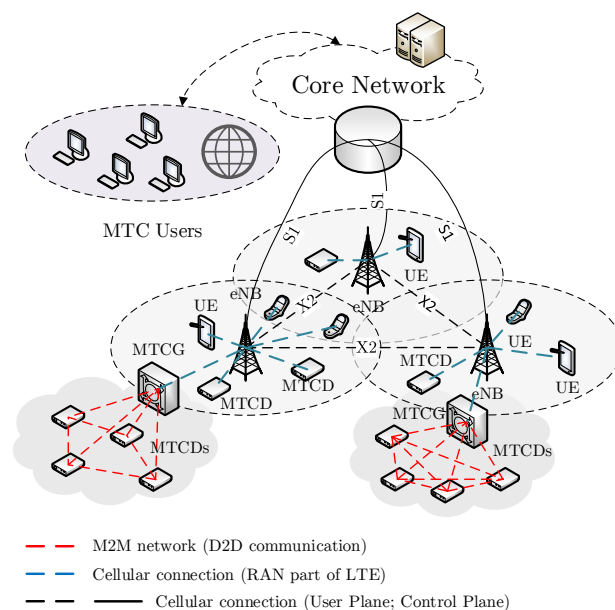 Core Network
MTC Users
S1
S1
S1
UE
eNB
eNB
X2
X2
X2
UE
MTCG
MTCD
MTCD
MTCDs
UE
UE
MTCD
eNB
MTCG
MTCDs
M2M network (D2D communication)
Cellular connection (RAN part of LTE)
Cellular connection (User Plane; Control Plane)